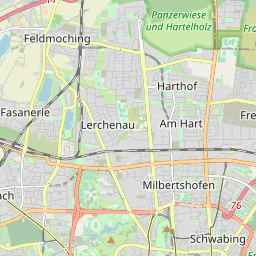 Panzerwiese
und Hartelholz
Feldmoching
Harthof
Fasanerie
Lerchenau
Am Hart
Milbertshofen
76
Schwabing